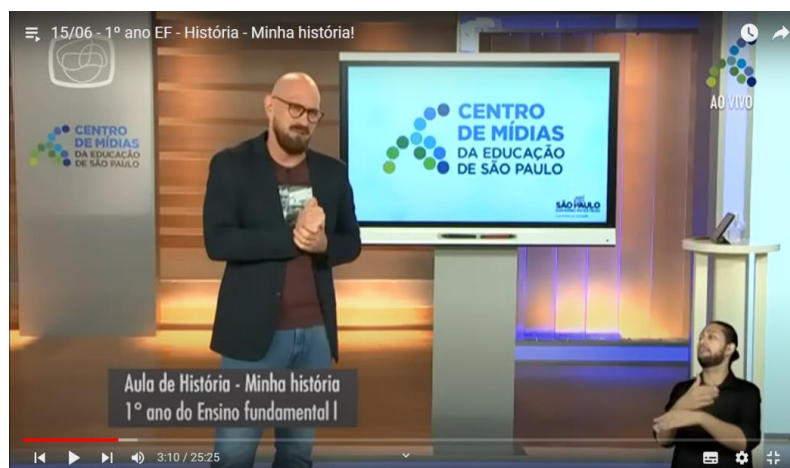 15/06 - 1º ano EF - História - Minha história!
AO VIVO
CENTRO
DE MÍDIAS
DA EDUCAÇÃO
DE SÃO PAULO
CENTRO
DE MÍDIAS
DA EDUCAÇÃO
DE SÃO PAULO
SÃO PAULO
Aula de História - Minha história
1º ano do Ensino fundamental I
3:10 / 25:25